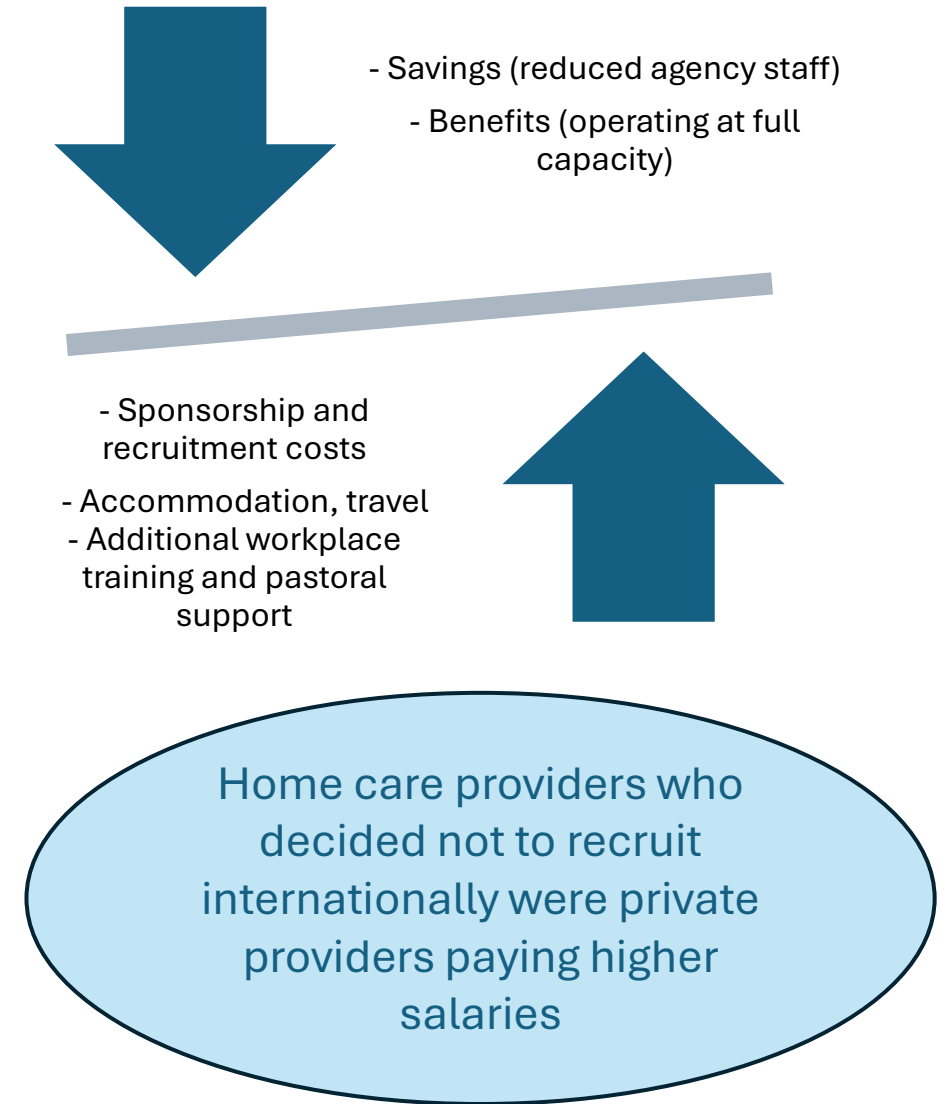 - Savings (reduced agency staff)
- Benefits (operating at full
capacity)
- Sponsorship and
recruitment costs
- Accommodation, travel
- Additional workplace
training and pastoral
support
Home care providers who
decided not to recruit
internationally were private
providers paying higher
salaries